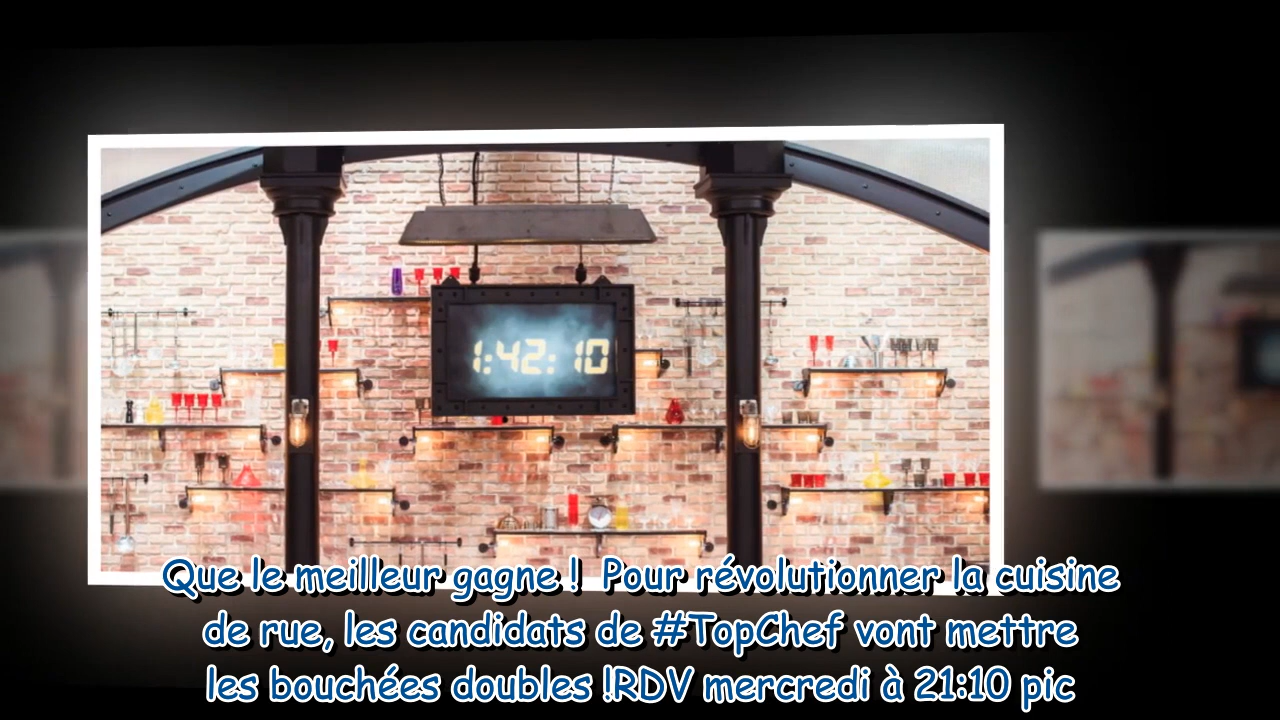 1:42:10
Que le meilleur gagne ! Pour révolutionner la cuisine
de rue, les candidats de #TopChef vont mettre
les bouchées doubles !RDV mercredi à 21:10 pic